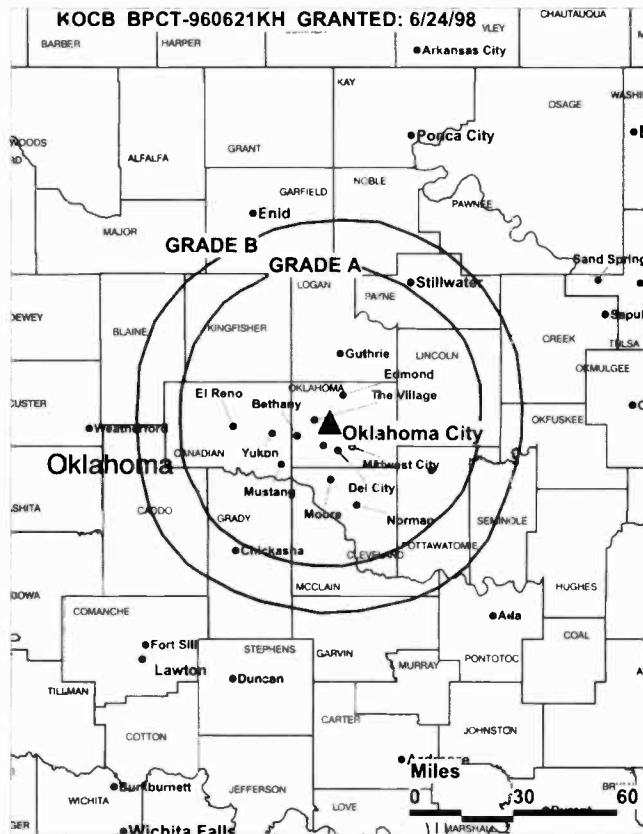 KOCB BPCT-960621KH GRANTED: 6/24/98
CHAUTAUQUA
BARBER
HARPER
Arkansas City
KAY
OSAGE
Ponca City
GRANT
ALFALFA
NOBLE
GARFIELD
PAWNEE
Enid
MAJOR
GRADE B
GRADE A
Sand Spring
LOGAN
Stillwater
PAYNE
DEWEY
BLAINE
KINGFISHER
CREEK
TULSA
Guthrie
LINCOLN
OKMULGEE
Edmond
El Reno
OKLAHOMA
The Village
CUSTER
Bethany
OKFUSKEE
Weatherford
Oklahoma City
CANADIAN
Yukon
Oklahoma
Midwest City
Mustang
Del City
CADDO
GRADY
Moore
Norman
SEMINOLE
POTTAWATOMIE
Chickasha
CLEVELAND
MCCLAIN
HUGHES
COMANCHE
Ada
Fort Sill
STEPHENS
GARVIN
COAL
Lawton
MURRAY
PONTOTOC
Duncan
TILLMAN
CARTER
COTTON
JOHNSTON
Miles
Burkburnett
WICHITA
JEFFERSON
0 30 60
LOVE
Wichita Falls
MARSHALL